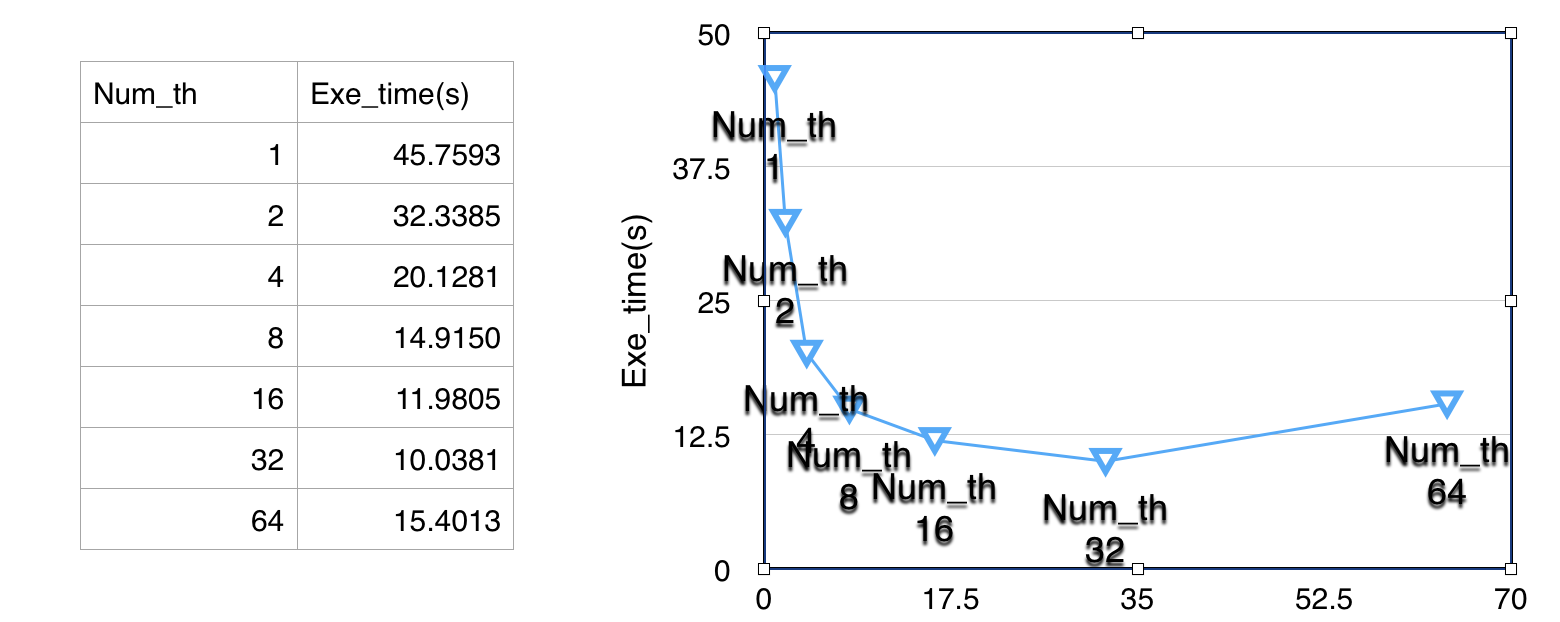 Num_th Exe_time(s)
1 45.7593
2 32.3385
4 20.1281
8 14.9150
16 11.9805
32 10.0381
64 15.4013
Exe_time(s)
50
37.5
25
12.5
0
Num_th
1
Num_th
2
Num_th
4
Num_th
8
Num_th
16
Num_th
32
Num_th
64
0 17.5 35 52.5 70